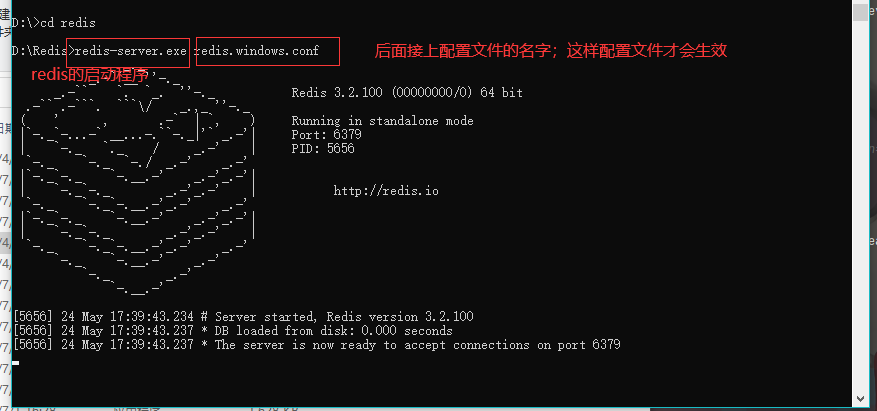 D:\>cd redis
D:\Redis>redis-server.exe redis.windows.conf
后面接上配置文件的名字；这样配置文件才会生效
redis的启动程序
Redis 3.2.100 (00000000/0) 64 bit
Running in standalone mode
Port: 6379
PID: 5656
http://redis.io
[5656] 24 May 17:39:43.234 # Server started, Redis version 3.2.100
[5656] 24 May 17:39:43.237 * DB loaded from disk: 0.000 seconds
[5656] 24 May 17:39:43.237 * The server is now ready to accept connections on port 6379